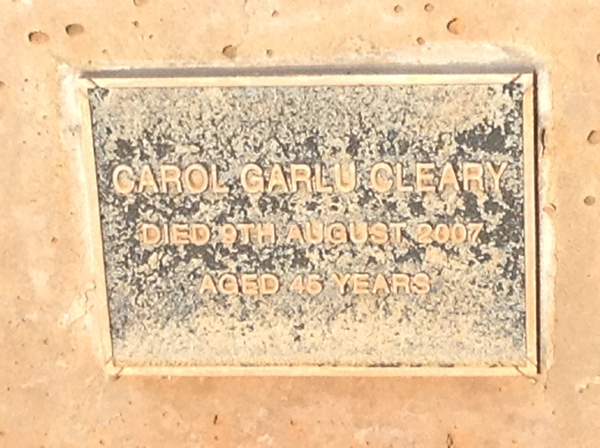 CAROL GARLU CLEARY
DIED 9TH AUGUST 2007
AGED 45 YEARS